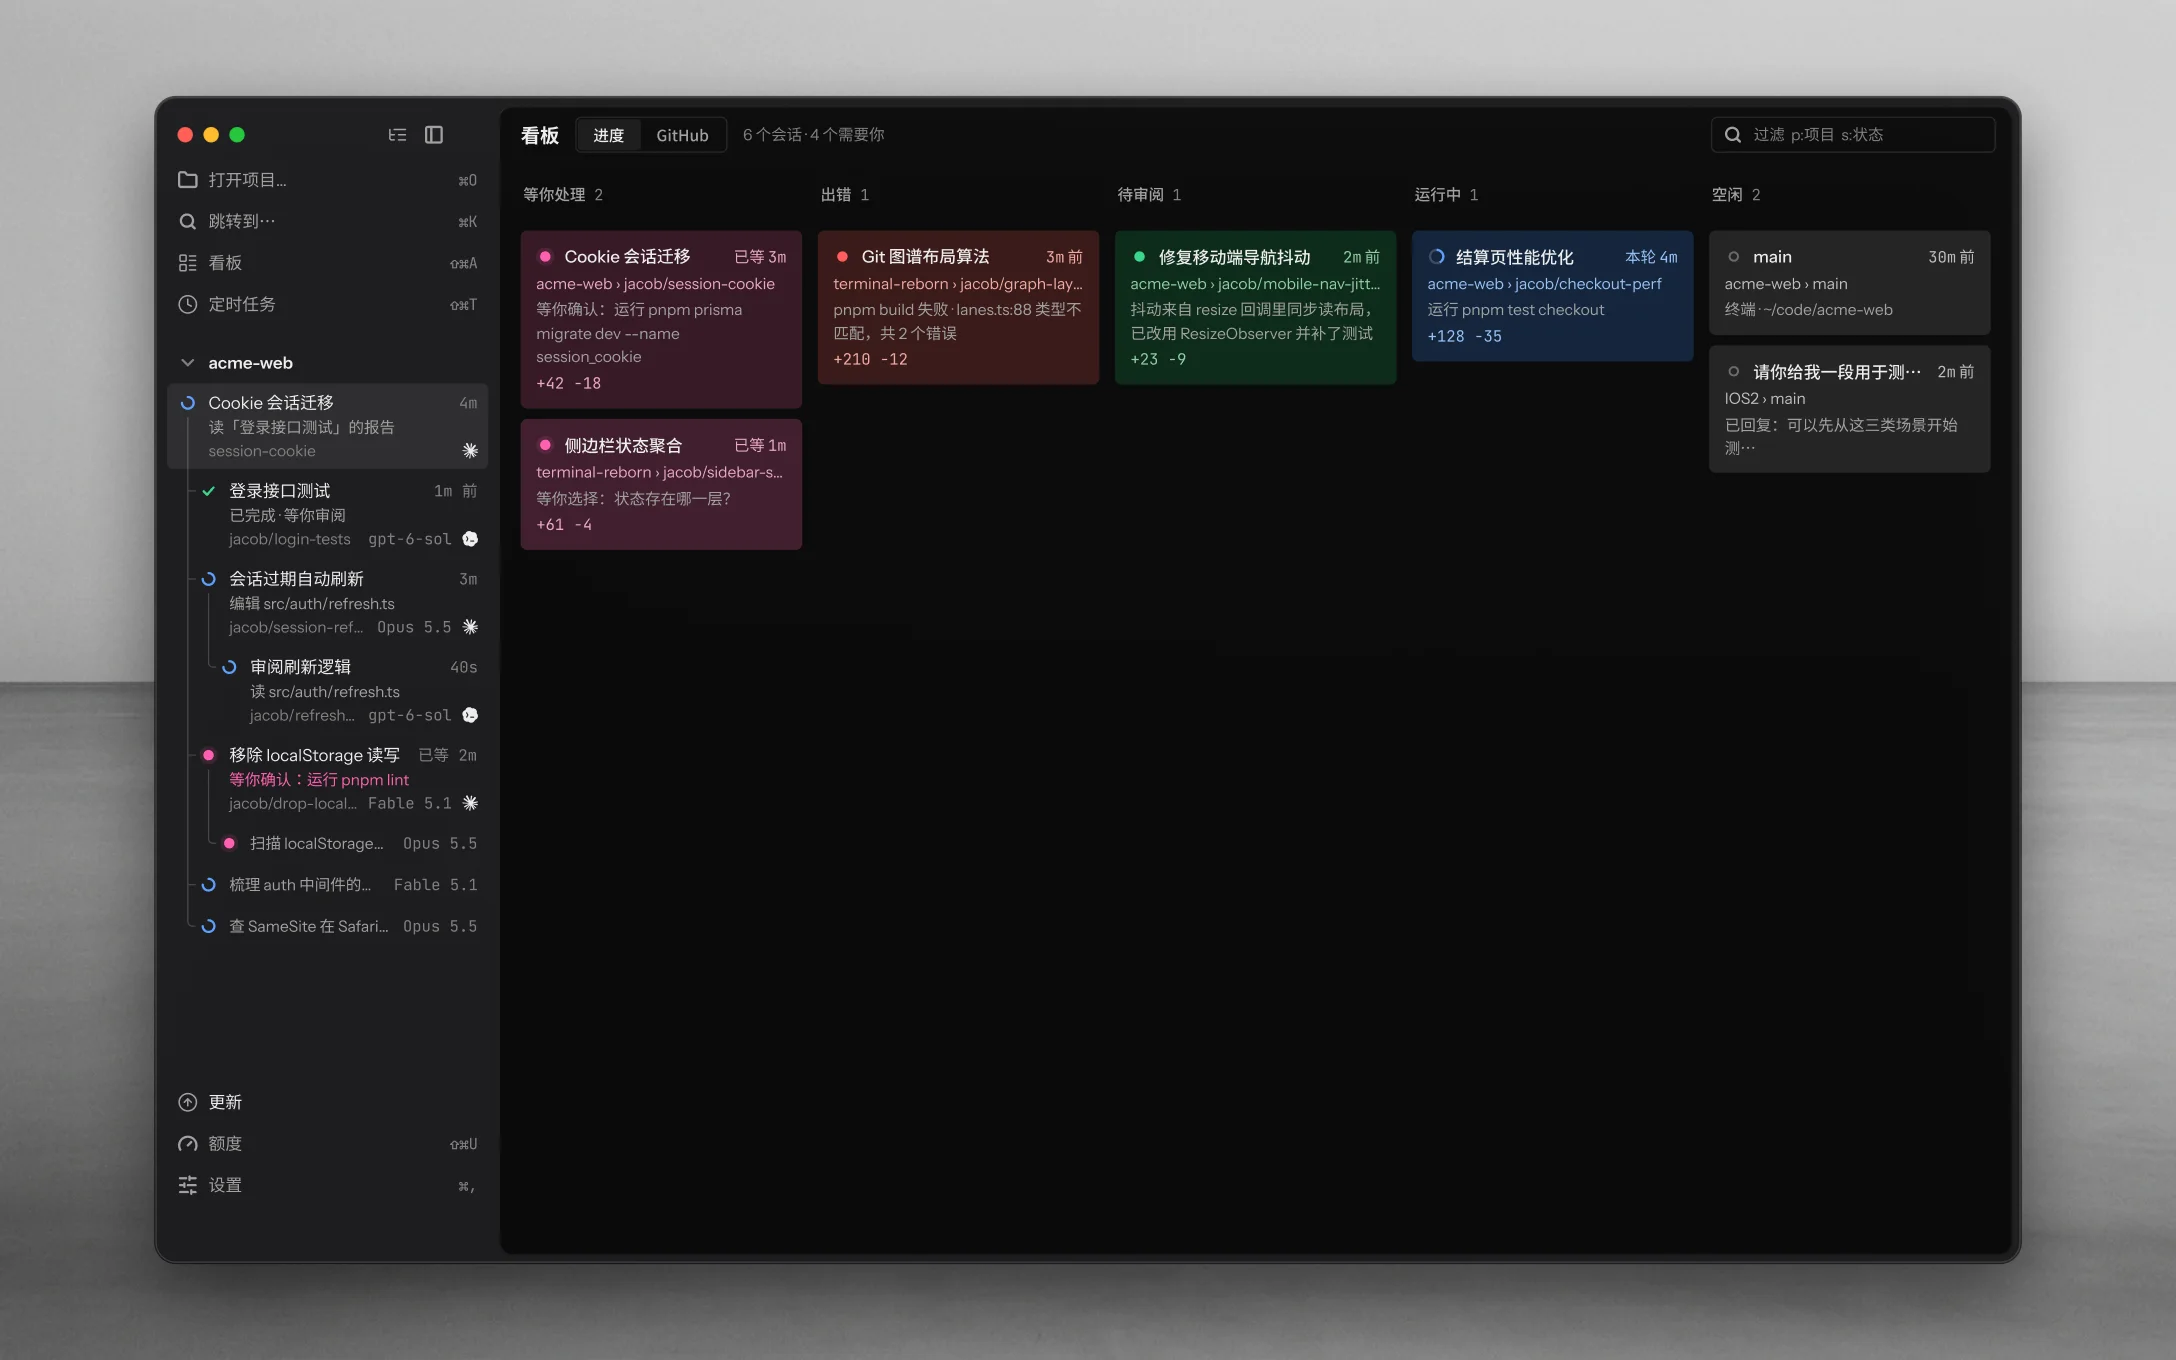 打开项目… ⌘O
跳转到… ⌘K
看板 ⇧⌘A
定时任务 ⇧⌘T
acme-web
Cookie 会话迁移 4m
读「登录接口测试」的报告
session-cookie
登录接口测试 1m 前
已完成·等你审阅
jacob/login-tests gpt-6-sol
会话过期自动刷新 3m
编辑 src/auth/refresh.ts
jacob/session-ref… Opus 5.5
审阅刷新逻辑 40s
读 src/auth/refresh.ts
jacob/refresh… gpt-6-sol
移除 localStorage 读写 已等 2m
等你确认：运行 pnpm lint
jacob/drop-local… Fable 5.1
扫描 localStorage… Opus 5.5
梳理 auth 中间件的… Fable 5.1
查 SameSite 在 Safari… Opus 5.5
更新
额度 ⇧⌘U
设置 ⌘,
看板 进度 GitHub 6 个会话·4 个需要你
过滤 p:项目 s:状态
等你处理 2
Cookie 会话迁移 已等 3m
acme-web › jacob/session-cookie
等你确认：运行 pnpm prisma
migrate dev --name
session_cookie
+42 -18
侧边栏状态聚合 已等 1m
terminal-reborn › jacob/sidebar-s…
等你选择：状态存在哪一层？
+61 -4
出错 1
Git 图谱布局算法 3m 前
terminal-reborn › jacob/graph-lay…
pnpm build 失败·lanes.ts:88 类型不
匹配，共 2 个错误
+210 -12
待审阅 1
修复移动端导航抖动 2m 前
acme-web › jacob/mobile-nav-jitt…
抖动来自 resize 回调里同步读布局，
已改用 ResizeObserver 并补了测试
+23 -9
运行中 1
结算页性能优化 本轮 4m
acme-web › jacob/checkout-perf
运行 pnpm test checkout
+128 -35
空闲 2
main 30m 前
acme-web › main
终端·~/code/acme-web
请你给我一段用于测… 2m 前
IOS2 › main
已回复：可以先从这三类场景开始
测…